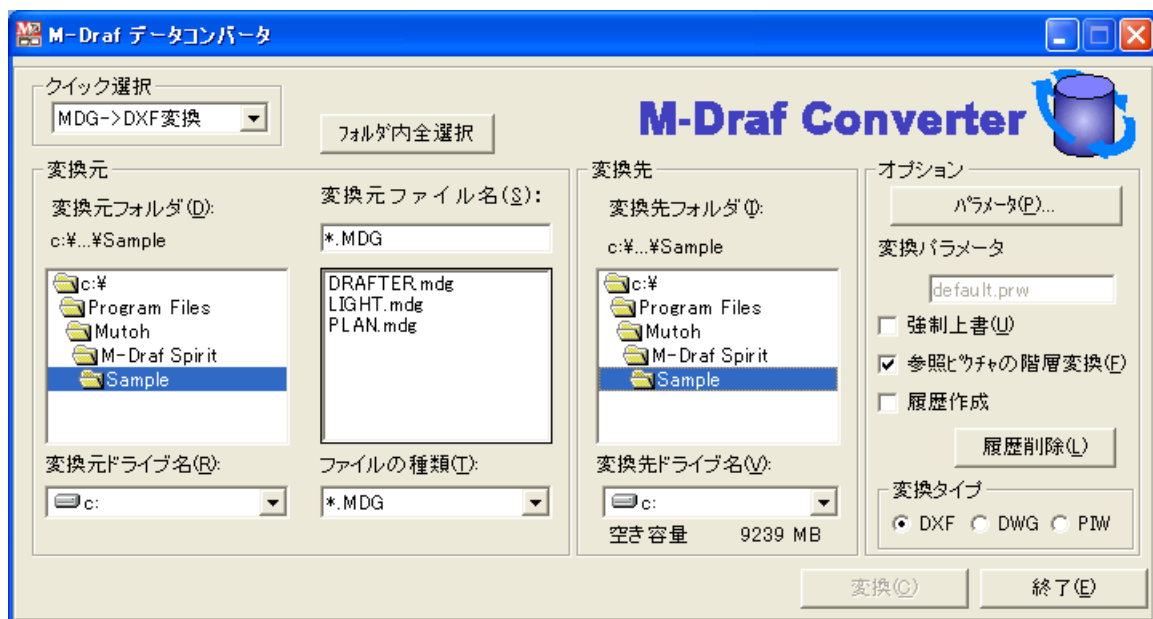 M-Draf データコンバータ
クイック選択
MDG->DXF変換
フォルダ内全選択
M-Draf Converter
変換元
変換元フォルダ(D):
c:¥...¥Sample
c:¥
Program Files
Mutoh
M-Draf Spirit
Sample
変換元ドライブ名(R):
c:
変換元ファイル名(S):
*.MDG
DRAFTER.mdg
LIGHT.mdg
PLAN.mdg
ファイルの種類(T):
*.MDG
変換先
変換先フォルダ(I):
c:¥...¥Sample
c:¥
Program Files
Mutoh
M-Draf Spirit
Sample
変換先ドライブ名(V):
c:
空き容量 9239 MB
オプション
パラメータ(P)...
変換パラメータ
default.prw
強制上書(U)
参照ピクチャの階層変換(F)
履歴作成
履歴削除(L)
変換タイプ
DXF DWG PIW
変換(C)
終了(E)